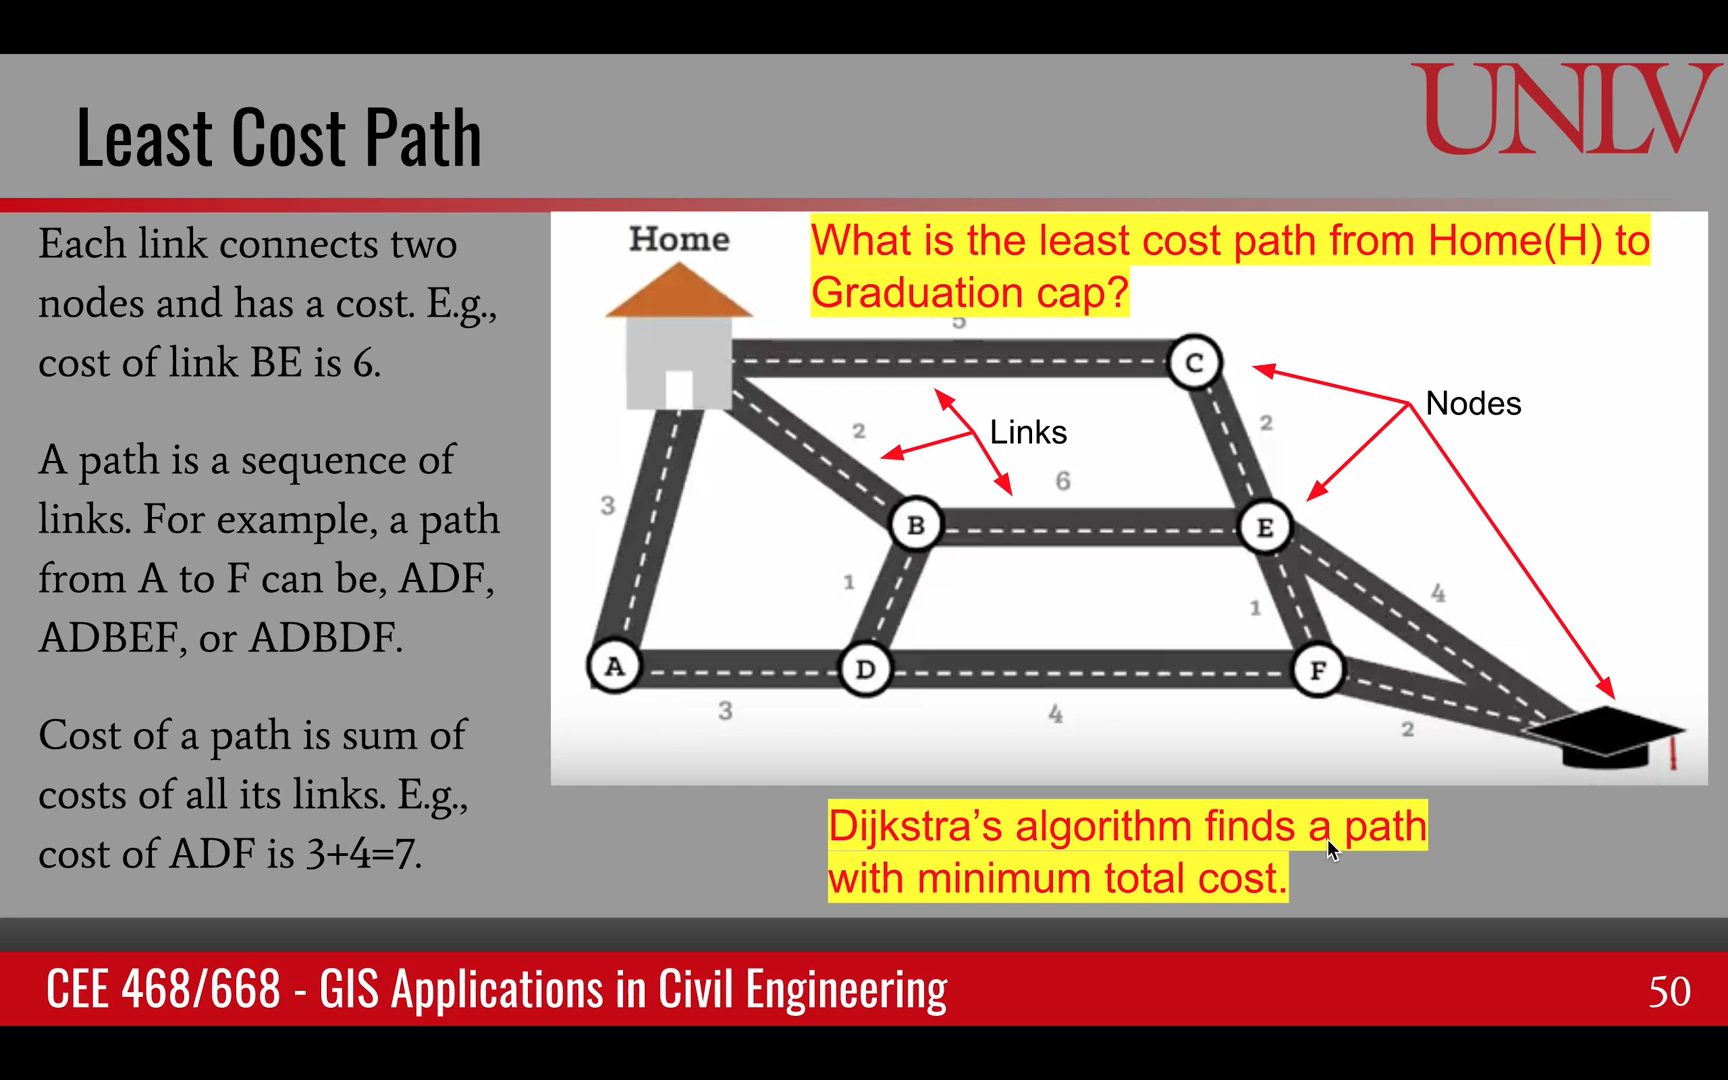 UNLV
Least Cost Path
Each link connects two
nodes and has a cost. E.g.,
cost of link BE is 6.
A path is a sequence of
links. For example, a path
from A to F can be, ADF,
ADBEF, or ADBDF.
Cost of a path is sum of
costs of all its links. E.g.,
cost of ADF is 3+4=7.
Home
What is the least cost path from Home(H) to
Graduation cap?
5
C
Nodes
2
Links
2
6
3
B
E
1
1
4
A
D
F
3
4
2
Dijkstra's algorithm finds a path
with minimum total cost.
CEE 468/668 - GIS Applications in Civil Engineering
50